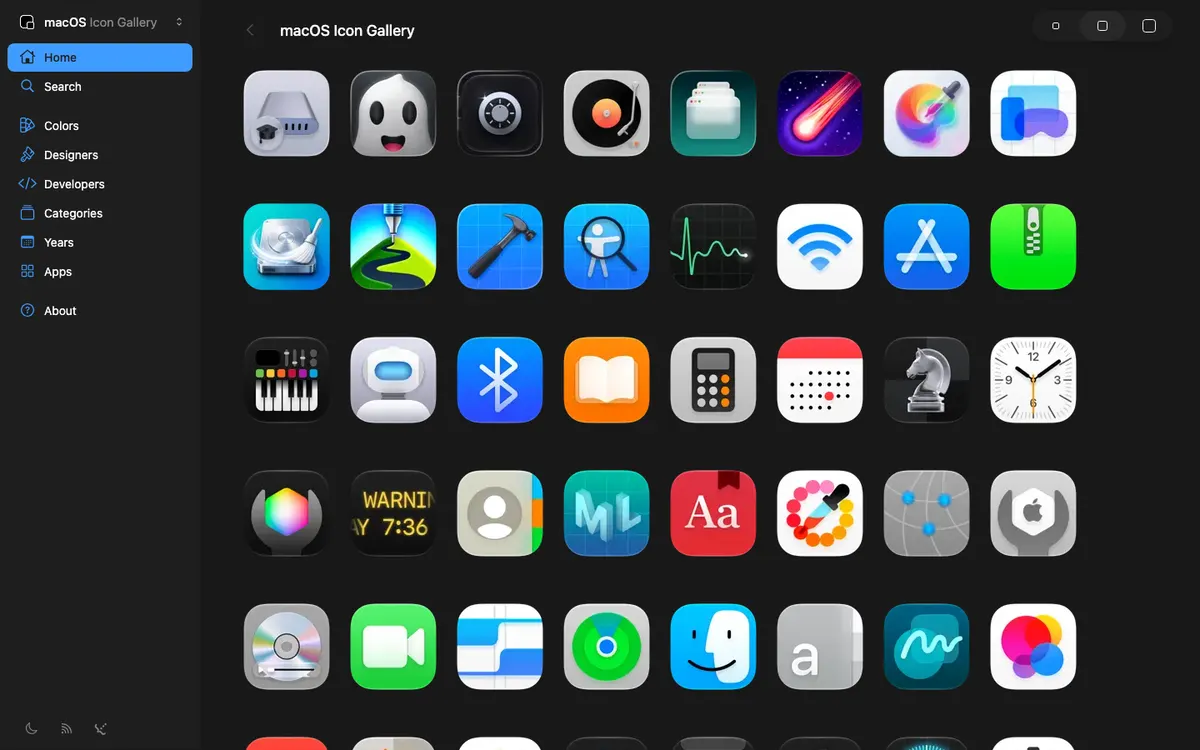 macOS Icon Gallery
macOS Icon Gallery
Home
Search
Colors
Designers
Developers
Categories
Years
Apps
About
12
9
3
6
WARNIN
AY 7:36
ML
Aa
a